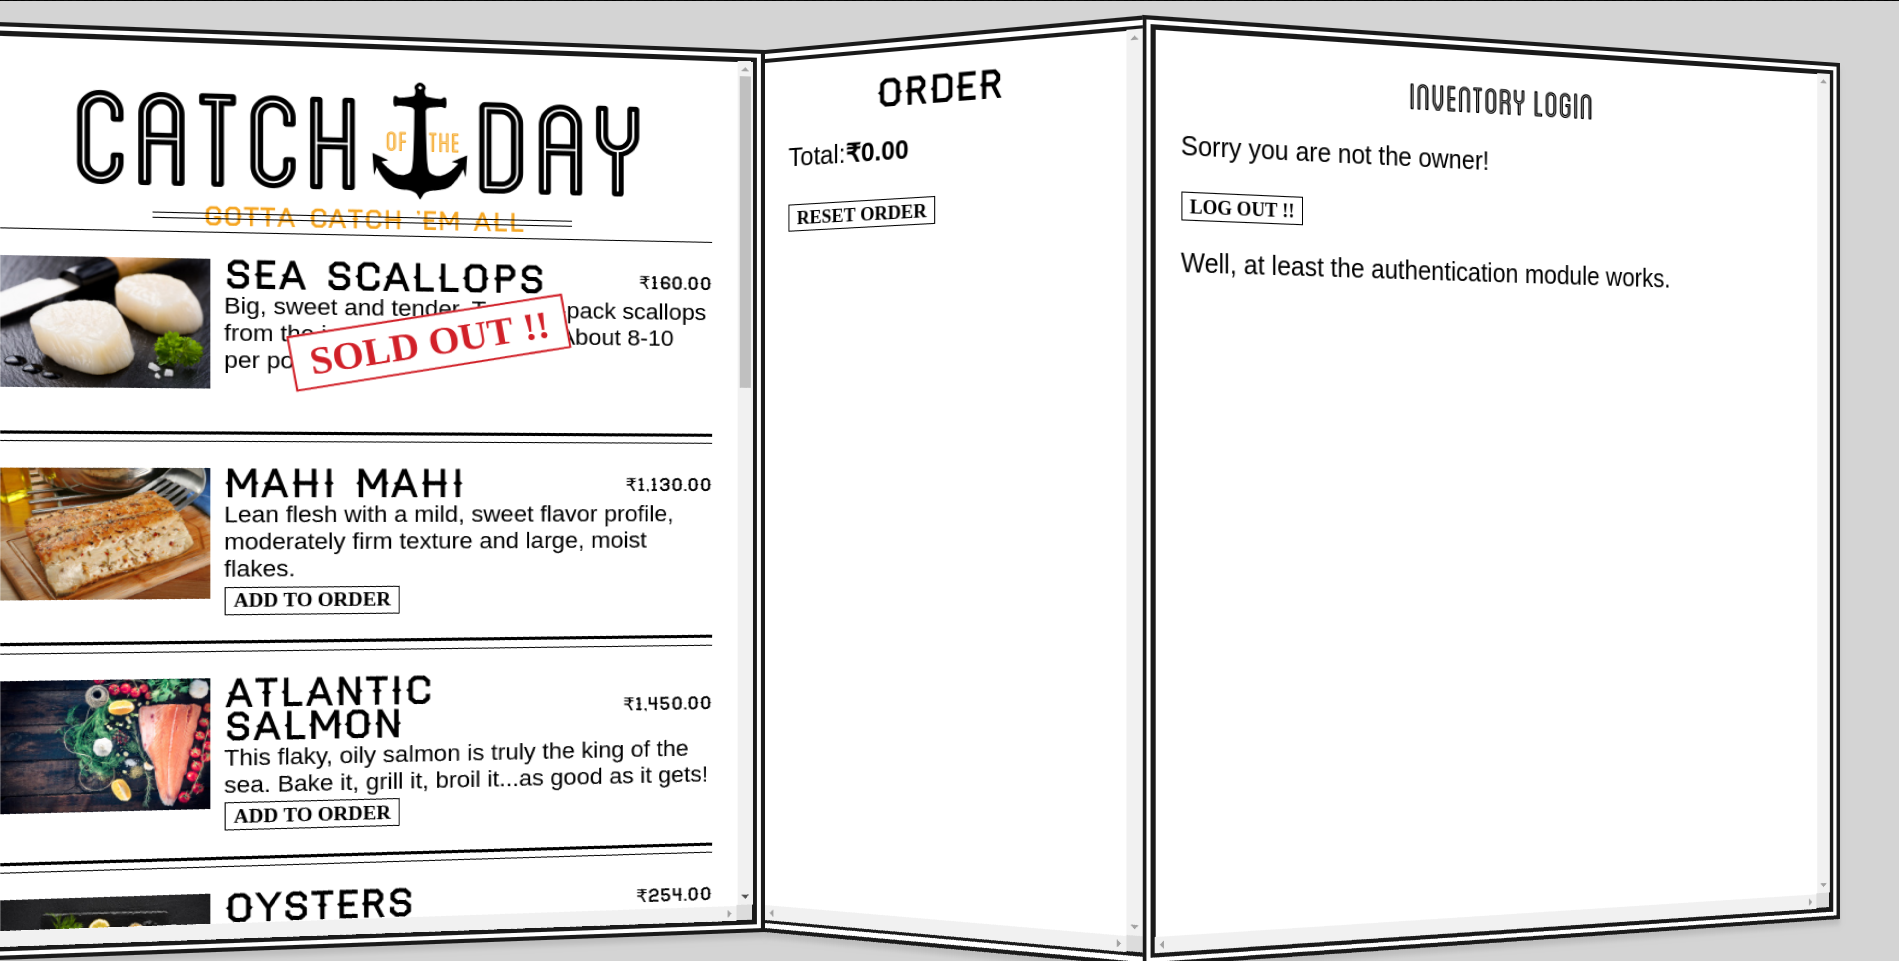 CATCH OF THE DAY
GOTTA CATCH 'EM ALL
SEA SCALLOPS
₹160.00
Big, sweet and tender. pack scallops
from the About 8-10
per
SOLD OUT !!
MAHI MAHI
₹1,130.00
Lean flesh with a mild, sweet flavor profile,
moderately firm texture and large, moist
flakes.
ADD TO ORDER
ATLANTIC
SALMON
₹1,450.00
This flaky, oily salmon is truly the king of the
sea. Bake it, grill it, broil it...as good as it gets!
ADD TO ORDER
OYSTERS
₹254.00
ORDER
Total:₹0.00
RESET ORDER
INVENTORY LOGIN
Sorry you are not the owner!
LOG OUT !!
Well, at least the authentication module works.